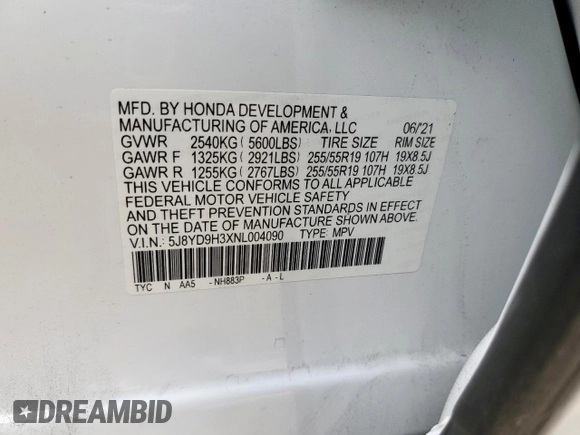 MFD. BY HONDA DEVELOPMENT &
MANUFACTURING OF AMERICA, LLC 06/'21
GVWR 2540KG( 5600LBS) TIRE SIZE RIM SIZE
GAWR F 1325KG( 2921LBS) 255/55R19 107H 19X8.5J
GAWR R 1255KG( 2767LBS) 255/55R19 107H 19X8.5J
THIS VEHICLE CONFORMS TO ALL APPLICABLE
FEDERAL MOTOR VEHICLE SAFETY
AND THEFT PREVENTION STANDARDS IN EFFECT
ON THE DATE OF MANUFACTURE SHOWN ABOVE.
V.I.N.: 5J8YD9H3XNL004090 TYPE: MPV
TYC N AA5 -NH883P -A-L
DREAMBID